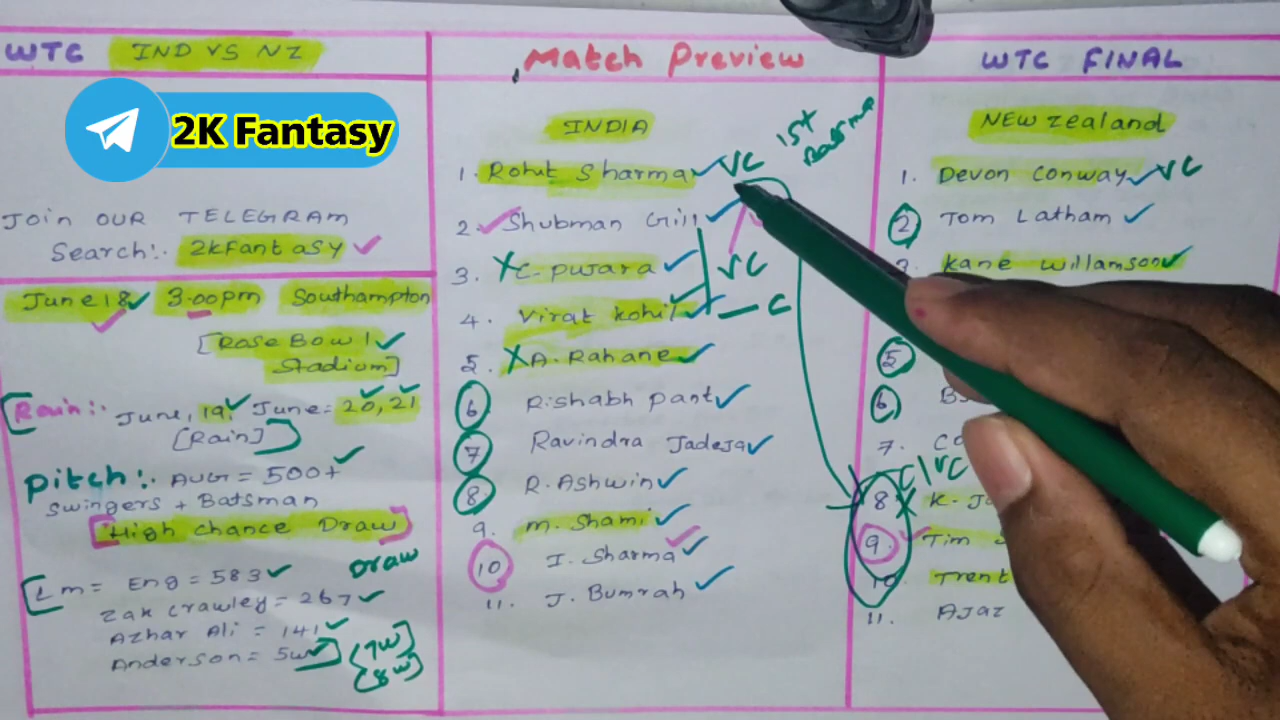 WTC IND VS NZ
2K Fantasy
JOIN OUR TELEGRAM
Search:. 2KFantasy
June 18 3.00pm Southampton
[Rose Bowl
Stadium]
Rain:. June, 19, June = 20, 21
[Rain]
Pitch:. AVG = 500+
Swingers + Batsman
[High chance Draw]
Draw
Lm = Eng = 583
Zak Crawley = 267
Azhar Ali = 141
Anderson = 5w
(7w]
(8w]
Match Preview
INDIA
1st
1. Rohit Sharma VC
2. Shubman Gill
3. C. pujara VC
4. Virat kohil C
5. A. Rahane
6 Rishabh pant
7 Ravindra Jadeja
8. R. Ashwin
9. M. Shami
10 I. Sharma
11. J. Bumrah
WTC FINAL
NEW Zealand
1. Devon Conway VC
2 Tom Latham
Kane Willamson
5
6.
7. Co
C/VC
8 K. Ja
9. Tim
10. Trent
11. AJaz